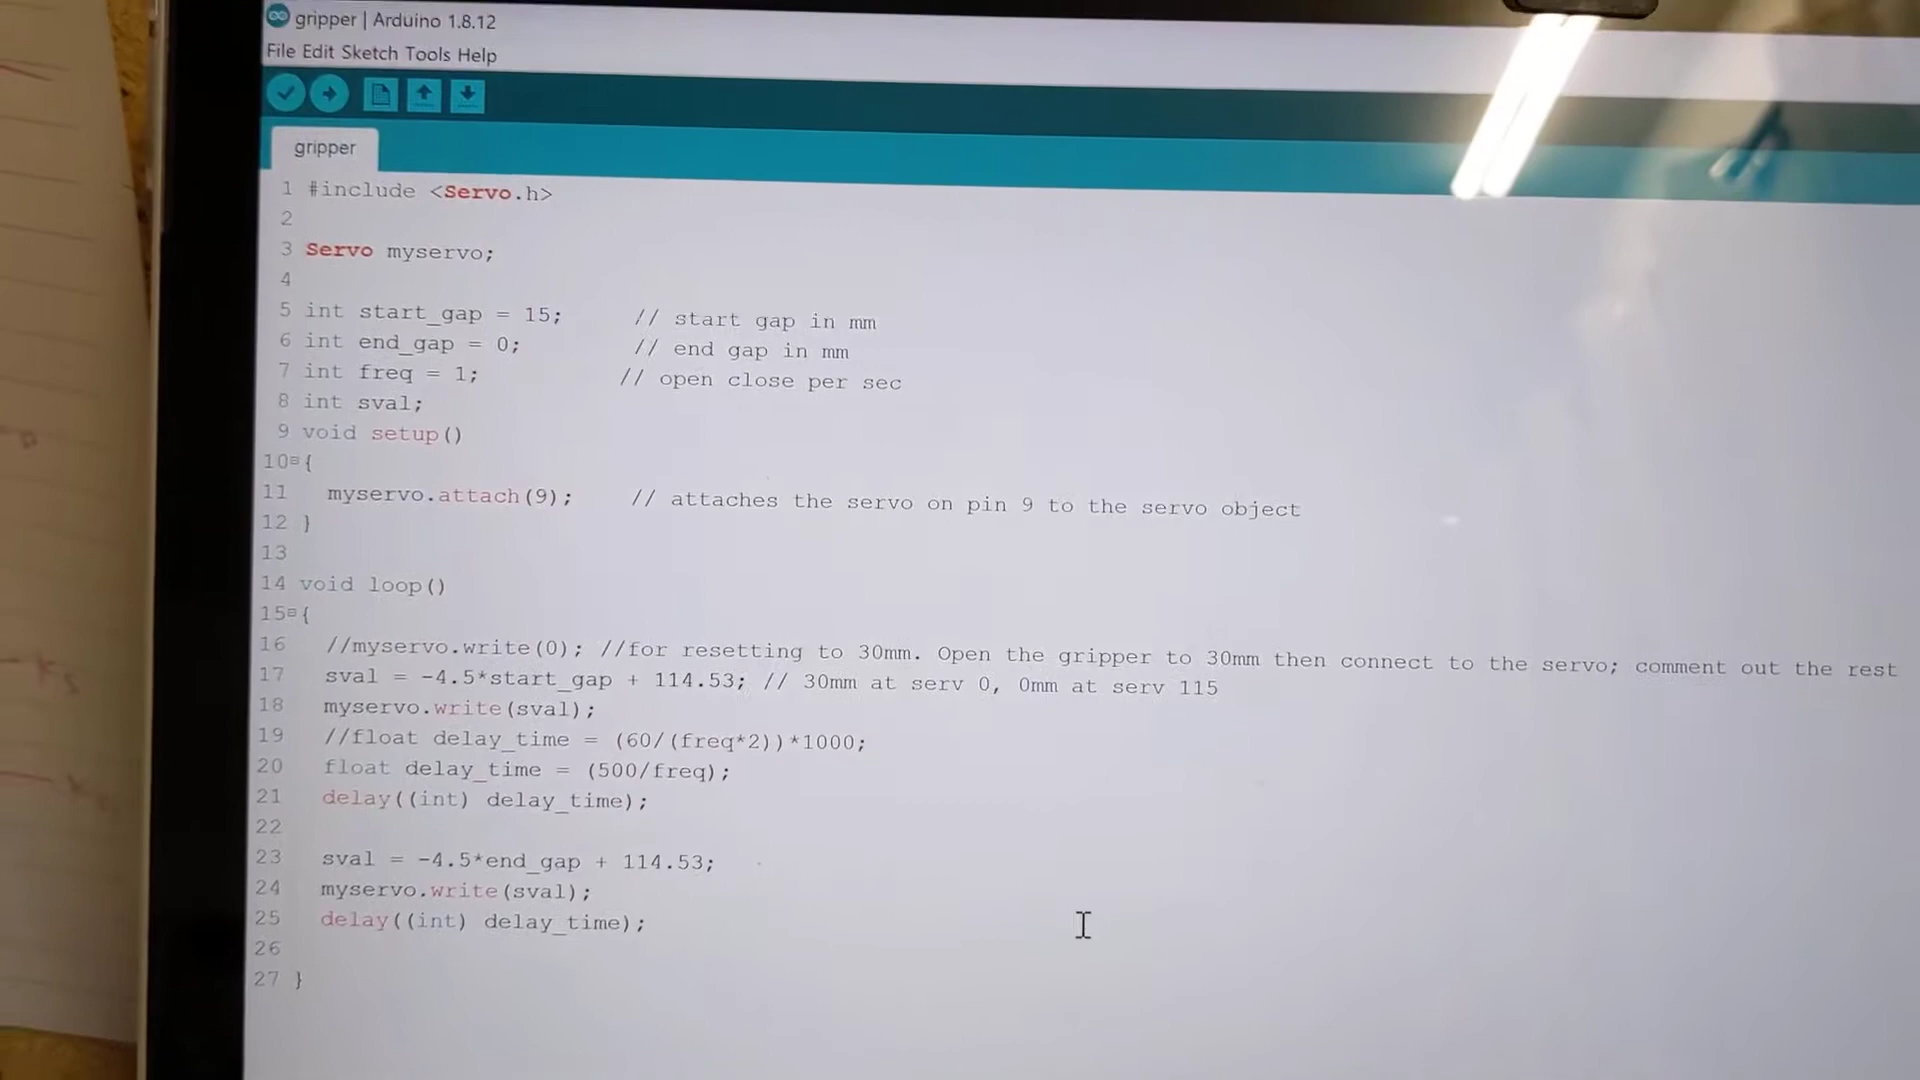 gripper | Arduino 1.8.12
File Edit Sketch Tools Help
gripper
1 #include <Servo.h>
2
3 Servo myservo;
4
5 int start_gap = 15; // start gap in mm
6 int end_gap = 0; // end gap in mm
7 int freq = 1; // open close per sec
8 int sval;
9 void setup()
10 {
11 myservo.attach(9); // attaches the servo on pin 9 to the servo object
12 }
13
14 void loop()
15 {
16 //myservo.write(0); //for resetting to 30mm. Open the gripper to 30mm then connect to the servo; comment out the rest
17 sval = -4.5*start_gap + 114.53; // 30mm at serv 0, 0mm at serv 115
18 myservo.write(sval);
19 //float delay_time = (60/(freq*2))*1000;
20 float delay_time = (500/freq);
21 delay((int) delay_time);
22
23 sval = -4.5*end_gap + 114.53;
24 myservo.write(sval);
25 delay((int) delay_time);
26
27 }